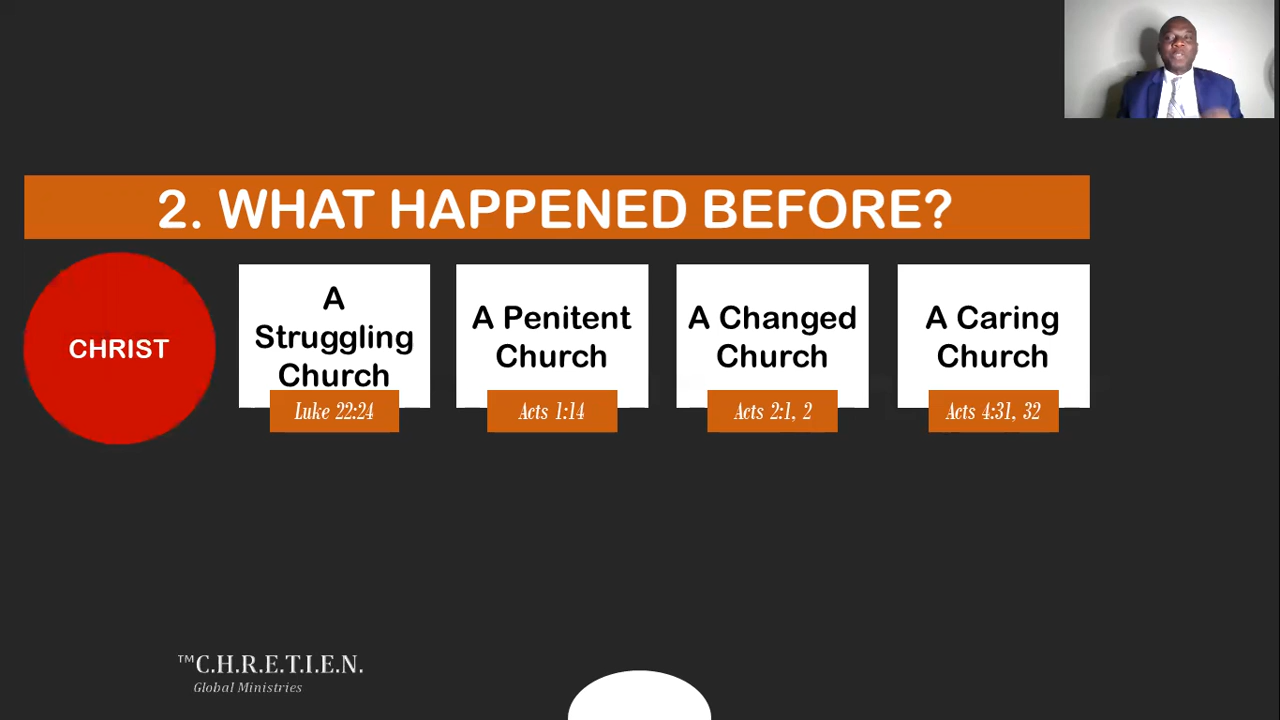 2. WHAT HAPPENED BEFORE?
CHRIST
A
Struggling
Church
Luke 22:24
A Penitent
Church
Acts 1:14
A Changed
Church
Acts 2:1, 2
A Caring
Church
Acts 4:31, 32
™C.H.R.E.T.I.E.N.
Global Ministries